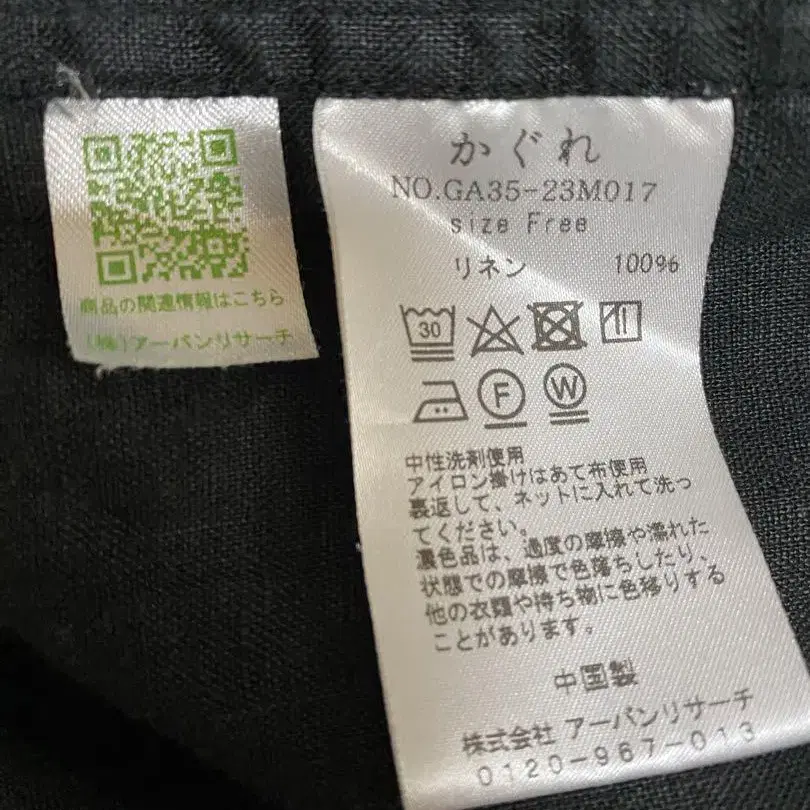 商品の関連情報はこちら
(株)アーバンリサーチ
かぐれ
NO.GA35-23M017
size Free
リネン 100%
30
F
W
中性洗剤使用
アイロン掛けはあて布使用
裏返して、ネットに入れて洗っ
てください。
濃色品は、過度の摩擦や濡れた
状態での摩擦で色落ちしたり、
他の衣類や持ち物に色移りする
ことがあります。
中国製
株式会社 アーバンリサーチ
0120-967-013